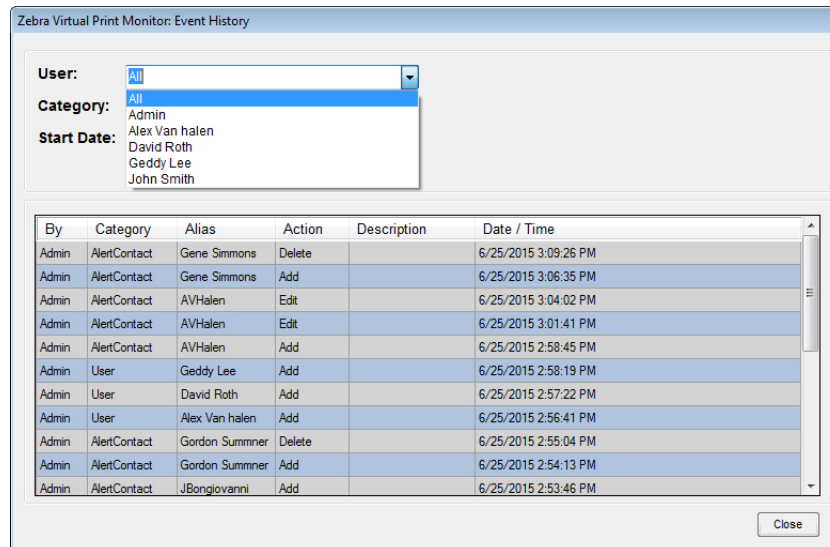 Zebra Virtual Print Monitor: Event History
User: All
All
Category:
Admin
Alex Van halen
Start Date:
David Roth
Geddy Lee
John Smith
By Category Alias Action Description Date / Time
Admin AlertContact Gene Simmons Delete 6/25/2015 3:09:26 PM
Admin AlertContact Gene Simmons Add 6/25/2015 3:06:35 PM
Admin AlertContact AVHalen Edit 6/25/2015 3:04:02 PM
Admin AlertContact AVHalen Edit 6/25/2015 3:01:41 PM
Admin AlertContact AVHalen Add 6/25/2015 2:58:45 PM
Admin User Geddy Lee Add 6/25/2015 2:58:19 PM
Admin User David Roth Add 6/25/2015 2:57:22 PM
Admin User Alex Van halen Add 6/25/2015 2:56:41 PM
Admin AlertContact Gordon Summner Delete 6/25/2015 2:55:04 PM
Admin AlertContact Gordon Summner Add 6/25/2015 2:54:13 PM
Admin AlertContact JBongiovanni Add 6/25/2015 2:53:46 PM
Close